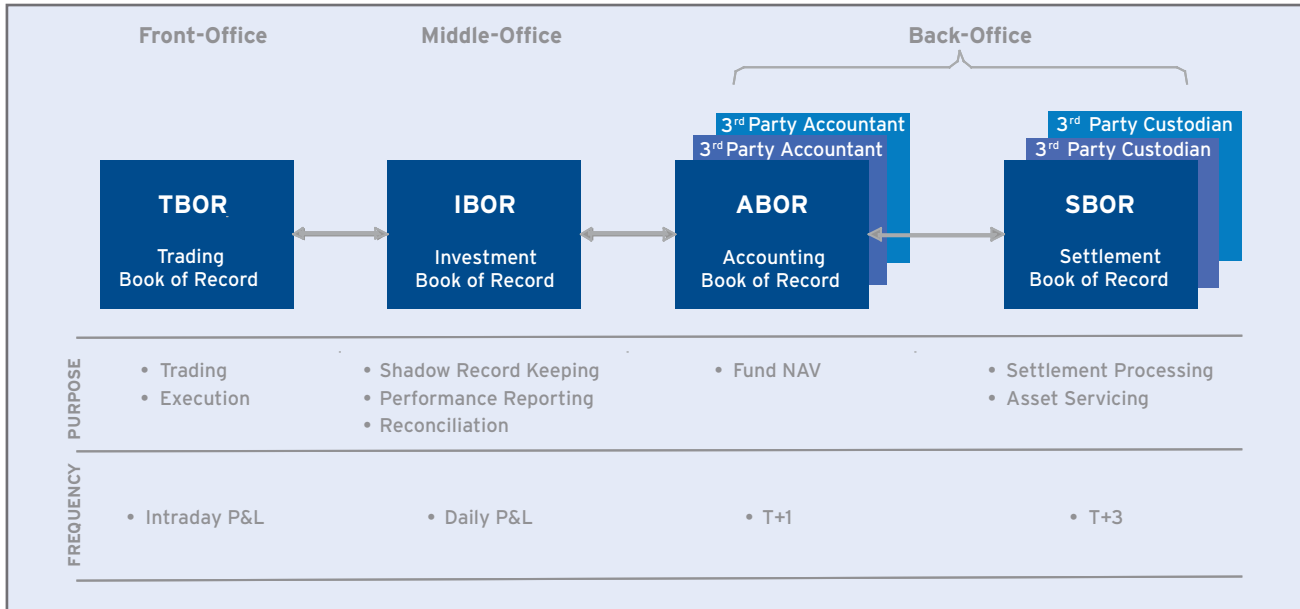 Front-Office
Middle-Office
Back-Office
3rd Party Accountant
3rd Party Accountant
3rd Party Custodian
3rd Party Custodian
TBOR
Trading
Book of Record
IBOR
Investment
Book of Record
ABOR
Accounting
Book of Record
SBOR
Settlement
Book of Record
PURPOSE
• Trading
• Execution
• Shadow Record Keeping
• Performance Reporting
• Reconciliation
• Fund NAV
• Settlement Processing
• Asset Servicing
FREQUENCY
• Intraday P&L
• Daily P&L
• T+1
• T+3